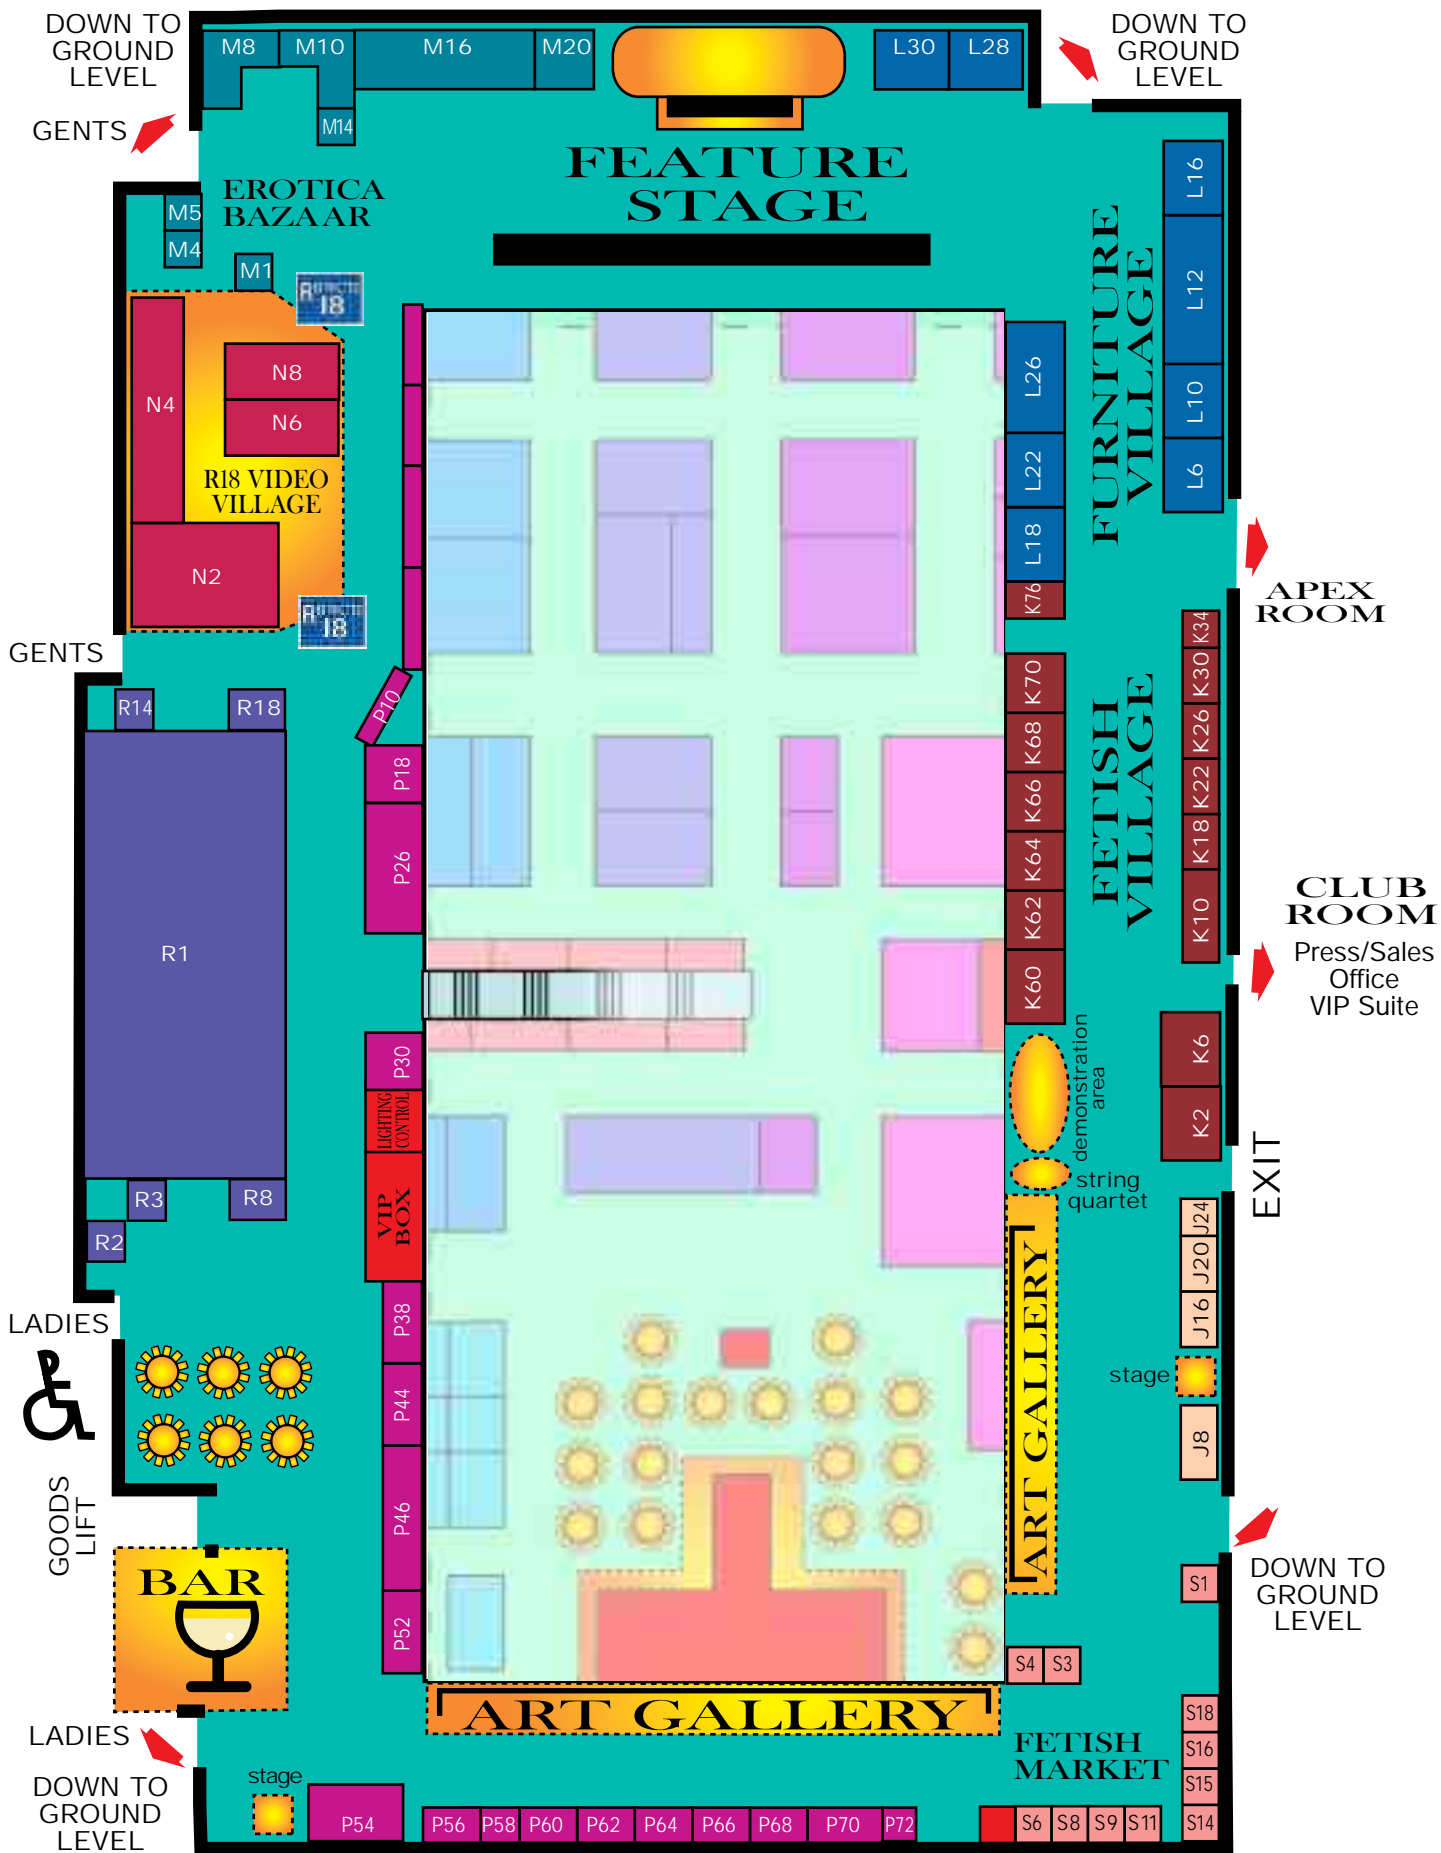 DOWN TO
GROUND
LEVEL
M8
M10
M16
M20
L30
L28
DOWN TO
GROUND
LEVEL
GENTS
M14
FEATURE
STAGE
EROTICA
BAZAAR
M5
M4
M1
R
18
L16
L12
L10
L6
FURNITURE
VILLAGE
N4
N8
N6
R18 VIDEO
VILLAGE
N2
R
18
L26
L22
L18
K76
APEX
ROOM
GENTS
R14
R18
P10
P18
P26
R1
K70
K68
K66
K64
K62
K60
FETISH
VILLAGE
K34
K30
K26
K22
K18
K10
CLUB
ROOM
Press/Sales
Office
VIP Suite
P30
LIGHTING
CONTROL
VIP
BOX
demonstration
area
K6
K2
EXIT
string
quartet
R3
R8
R2
J24
J20
J16
stage
J8
LADIES
P38
P44
P46
P52
ART GALLERY
GOODS
LIFT
BAR
DOWN TO
GROUND
LEVEL
S1
S4
S3
ART GALLERY
S18
S16
S15
S14
FETISH
MARKET
LADIES
DOWN TO
GROUND
LEVEL
stage
P54
P56
P58
P60
P62
P64
P66
P68
P70
P72
S6
S8
S9
S11